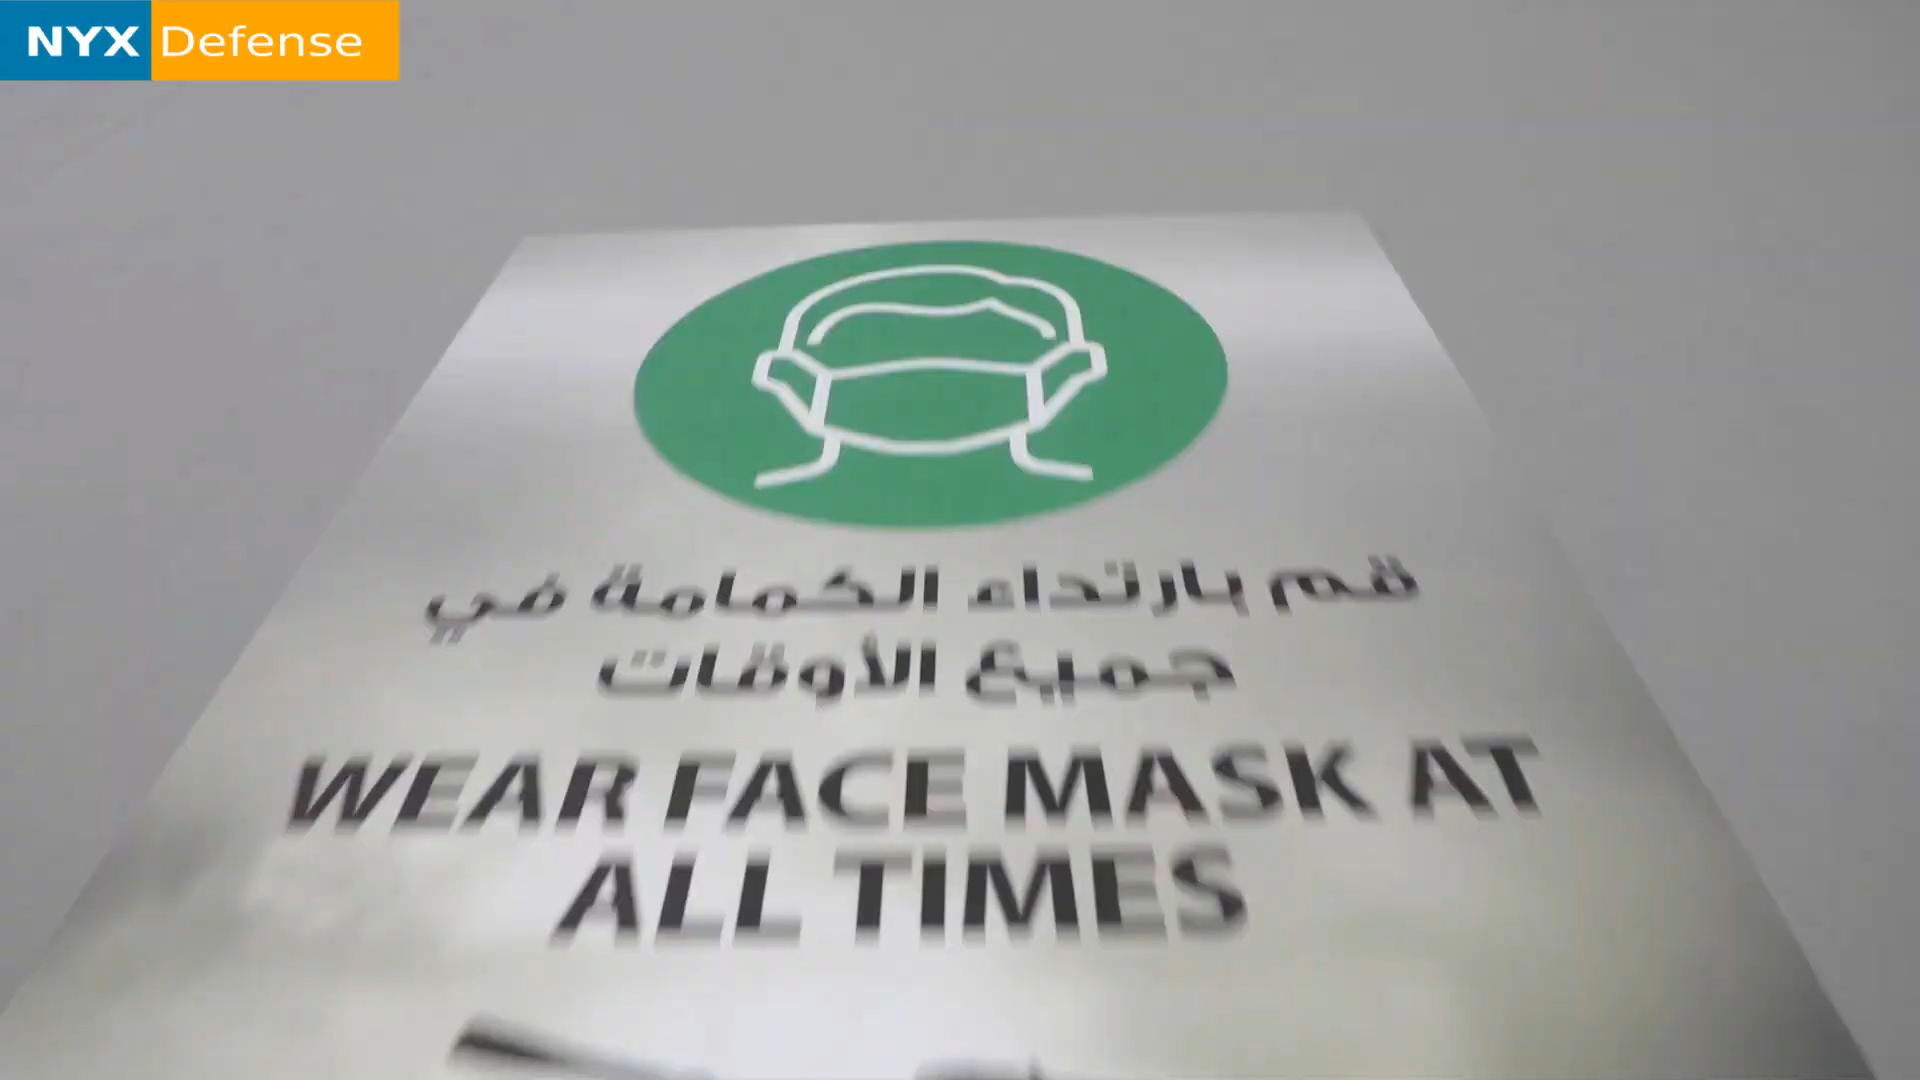 NYX Defense
قم بارتداء الكمامة في
جميع الأوقات
WEAR FACE MASK AT
ALL TIMES